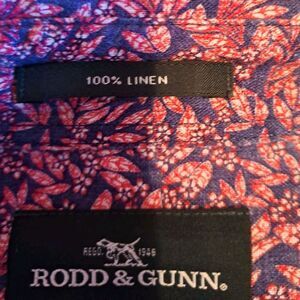 100% LINEN
REGD. 1946
RODD & GUNN®